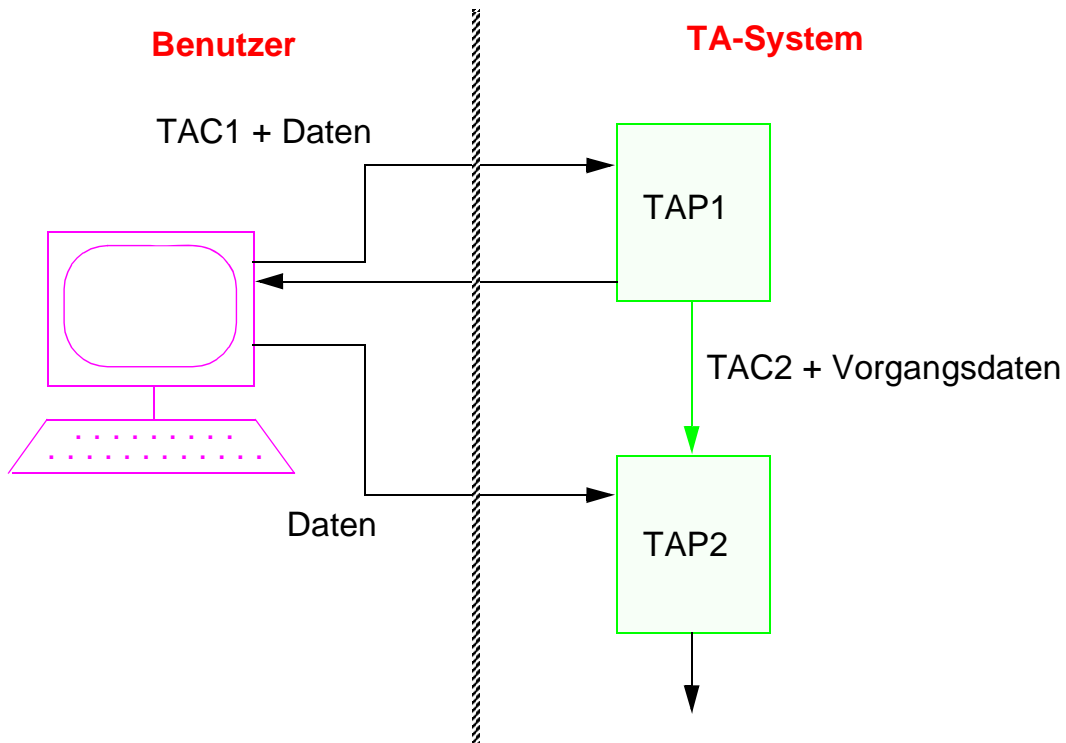 Benutzer
TA-System
TAC1 + Daten
TAP1
TAC2 + Vorgangsdaten
Daten
TAP2